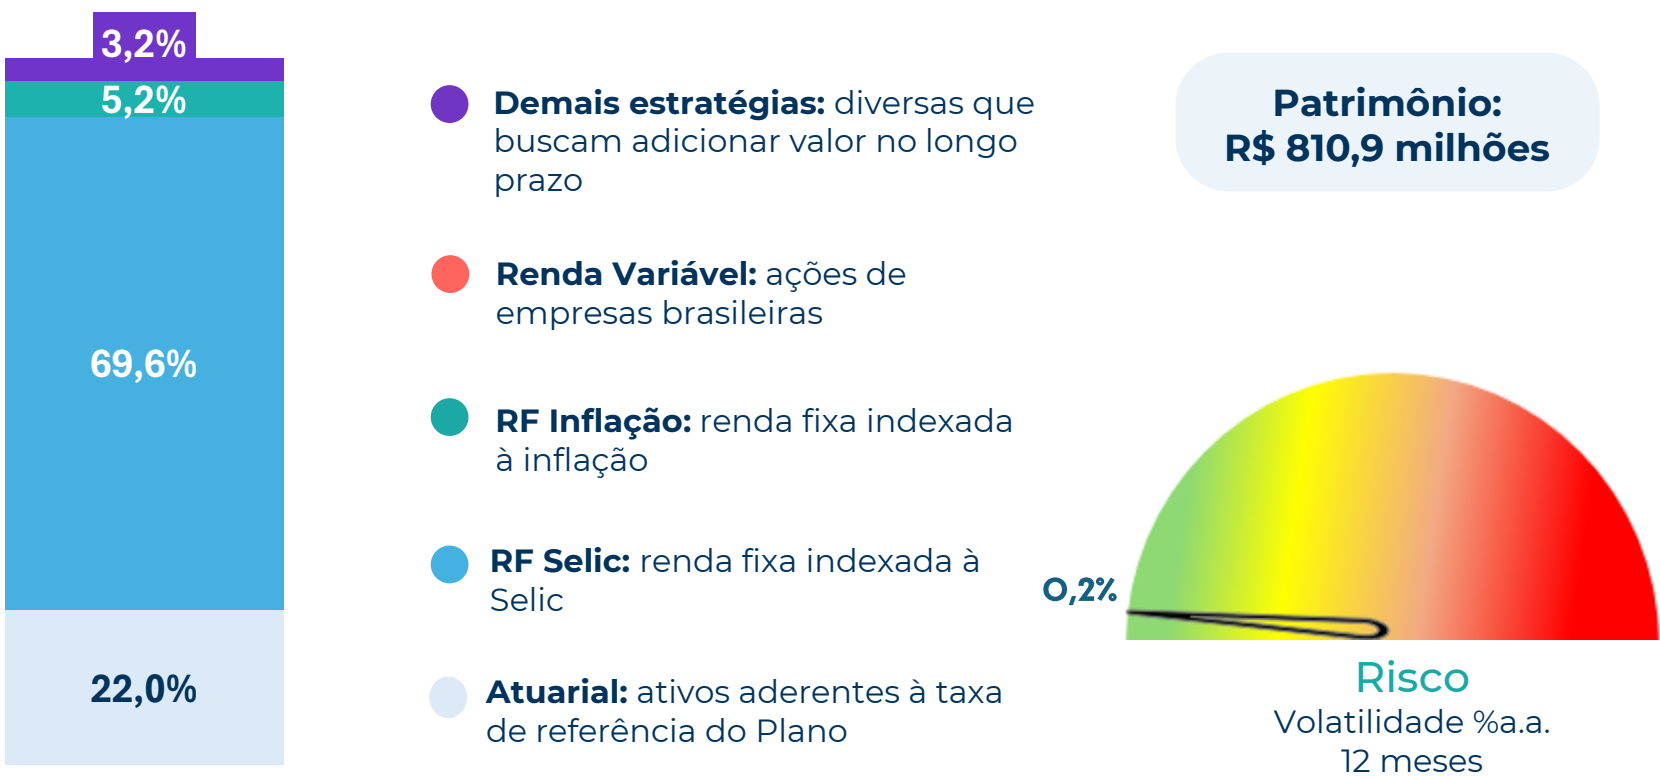 3,2%
5,2%
69,6%
22,0%
Demais estratégias: diversas que
buscam adicionar valor no longo
prazo
Renda Variável: ações de
empresas brasileiras
RF Inflação: renda fixa indexada
à inflação
RF Selic: renda fixa indexada à
Selic
Atuarial: ativos aderentes à taxa
de referência do Plano
Patrimônio:
R$ 810,9 milhões
0,2%
Risco
Volatilidade %a.a.
12 meses